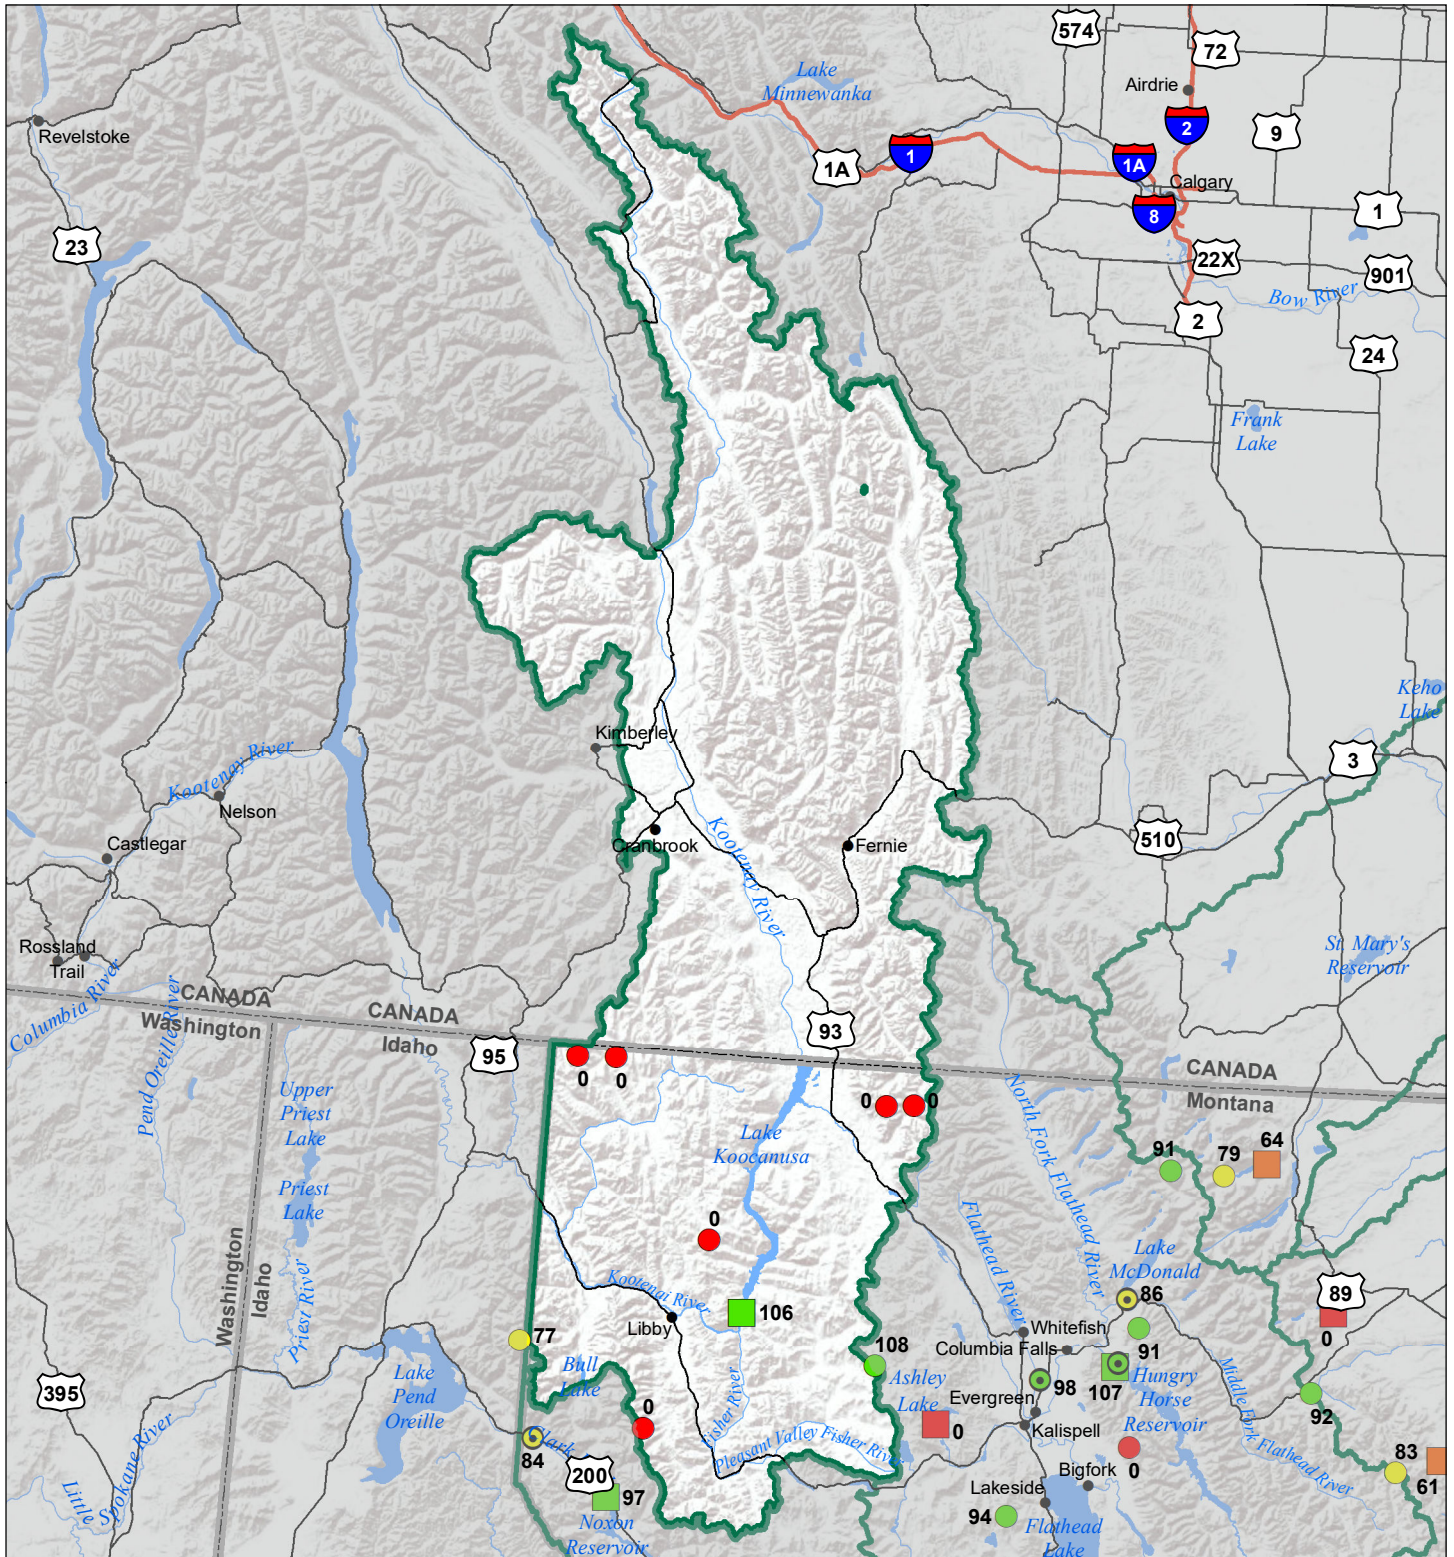 574
72
Lake
Minnewanka
Airdrie
2
9
Revelstoke
1A
1
1A
Calgary
8
1
23
22X
901
Bow River
2
24
Frank
Lake
Keho
Lake
Kimberley
3
Kootenay River
Nelson
Castlegar
Cranbrook
Kootenay River
Fernie
510
Rossland
Trail
St. Mary's
Reservoir
Columbia River
Pend Oreille River
CANADA
Washington
CANADA
Idaho
95
93
CANADA
Montana
0
0
0
0
Upper
Priest
Lake
Priest
Lake
Lake
Koocanusa
North Fork Flathead River
91
79
64
Flathead River
0
Washington
Idaho
Priest River
Lake
McDonald
86
89
0
Kootenai River
Libby
106
Whitefish
Columbia Falls
91
77
108
Bull
Lake
Ashley
Lake
107
Hungry
Horse
Reservoir
Middle Fork Flathead River
92
395
Lake
Pend
Oreille
98
Evergreen
0
0
Kalispell
Fisher River
Pleasant Valley Fisher River
Clark
84
200
97
Noxon
Reservoir
Little
Spokane River
0
Bigfork
Lakeside
94
Flathead
Lake
83
61